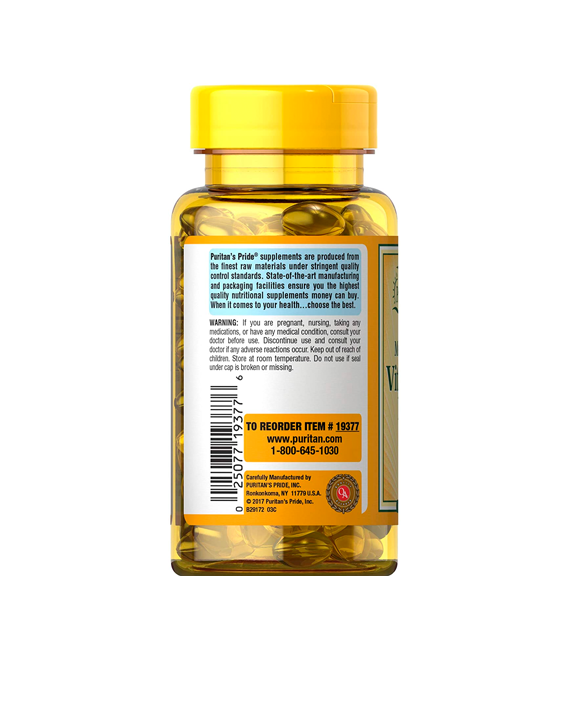 Puritan's Pride® supplements are produced from
the finest raw materials under stringent quality
control standards. State-of-the-art manufacturing
and packaging facilities ensure you the highest
quality nutritional supplements money can buy.
When it comes to your health...choose the best.
WARNING: If you are pregnant, nursing, taking any
medications, or have any medical condition, consult your
doctor before use. Discontinue use and consult your
doctor if any adverse reactions occur. Keep out of reach of
children. Store at room temperature. Do not use if seal
under cap is broken or missing.
0 25077 19377 6
TO REORDER ITEM # 19377
www.puritan.com
1-800-645-1030
Carefully Manufactured by
PURITAN'S PRIDE, INC.
Ronkonkoma, NY 11779 U.S.A.
© 2017 Puritan's Pride, Inc.
B29172 03C
QA